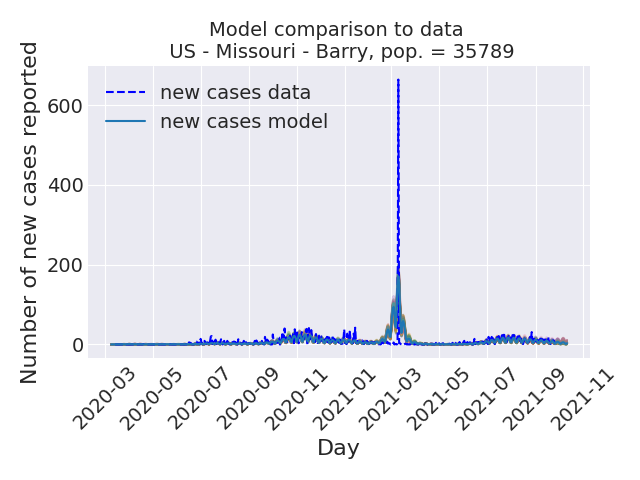 Model comparison to data
US - Missouri - Barry, pop. = 35789
Number of new cases reported
new cases data
new cases model
600
400
200
0
2020-03
2020-05
2020-07
2020-09
2020-11
2021-01
2021-03
2021-05
2021-07
2021-09
2021-11
Day